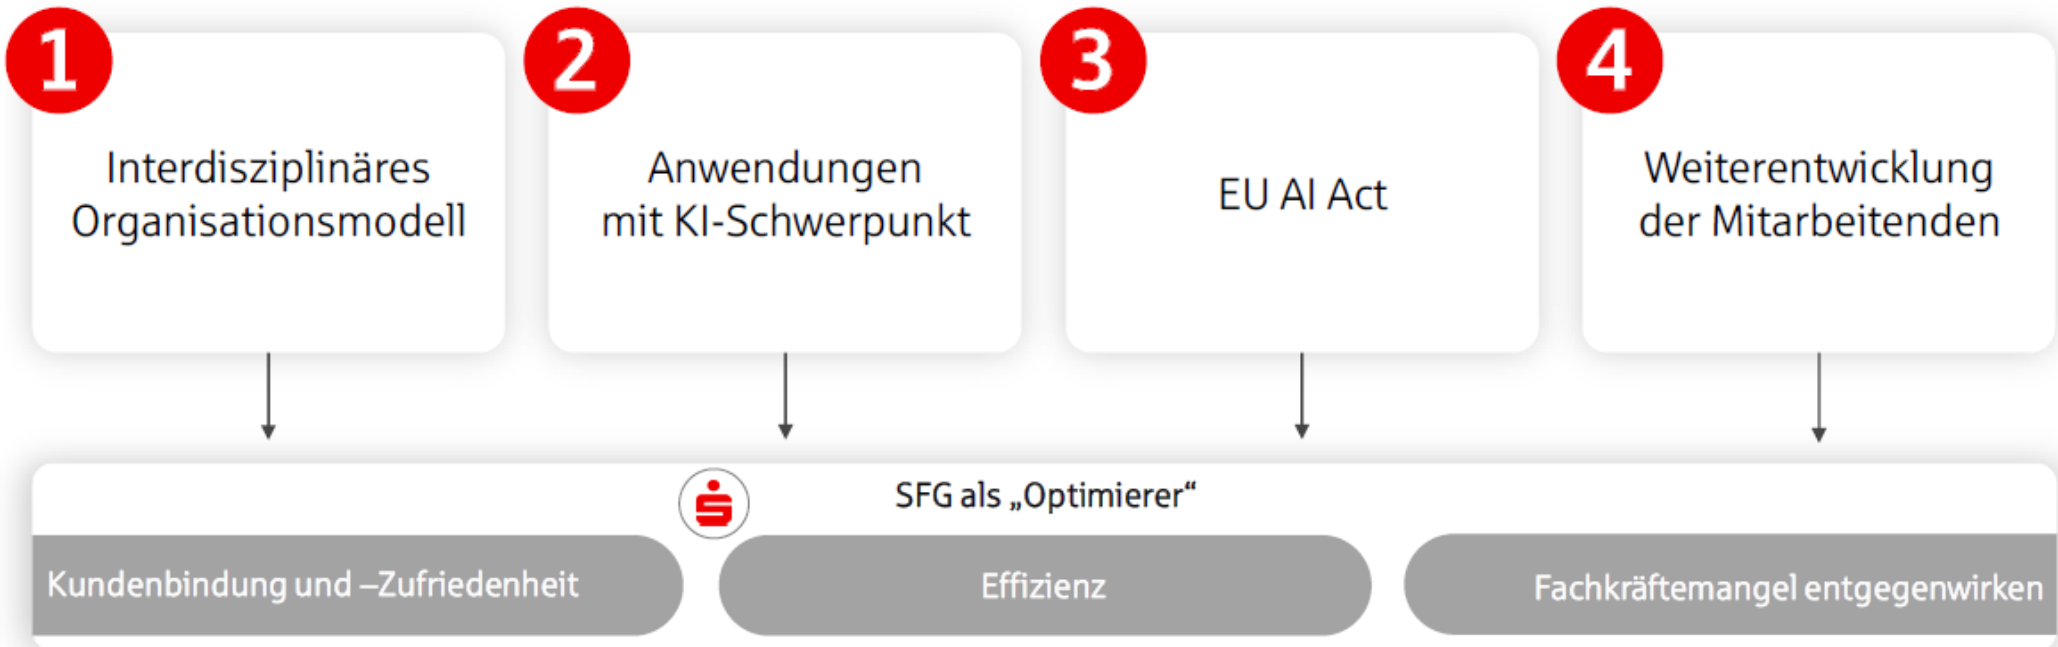 1
Interdisziplinäres
Organisationsmodell
2
Anwendungen
mit KI-Schwerpunkt
3
EU AI Act
4
Weiterentwicklung
der Mitarbeitenden
SFG als „Optimierer“
Kundenbindung und –Zufriedenheit
Effizienz
Fachkräftemangel entgegenwirken